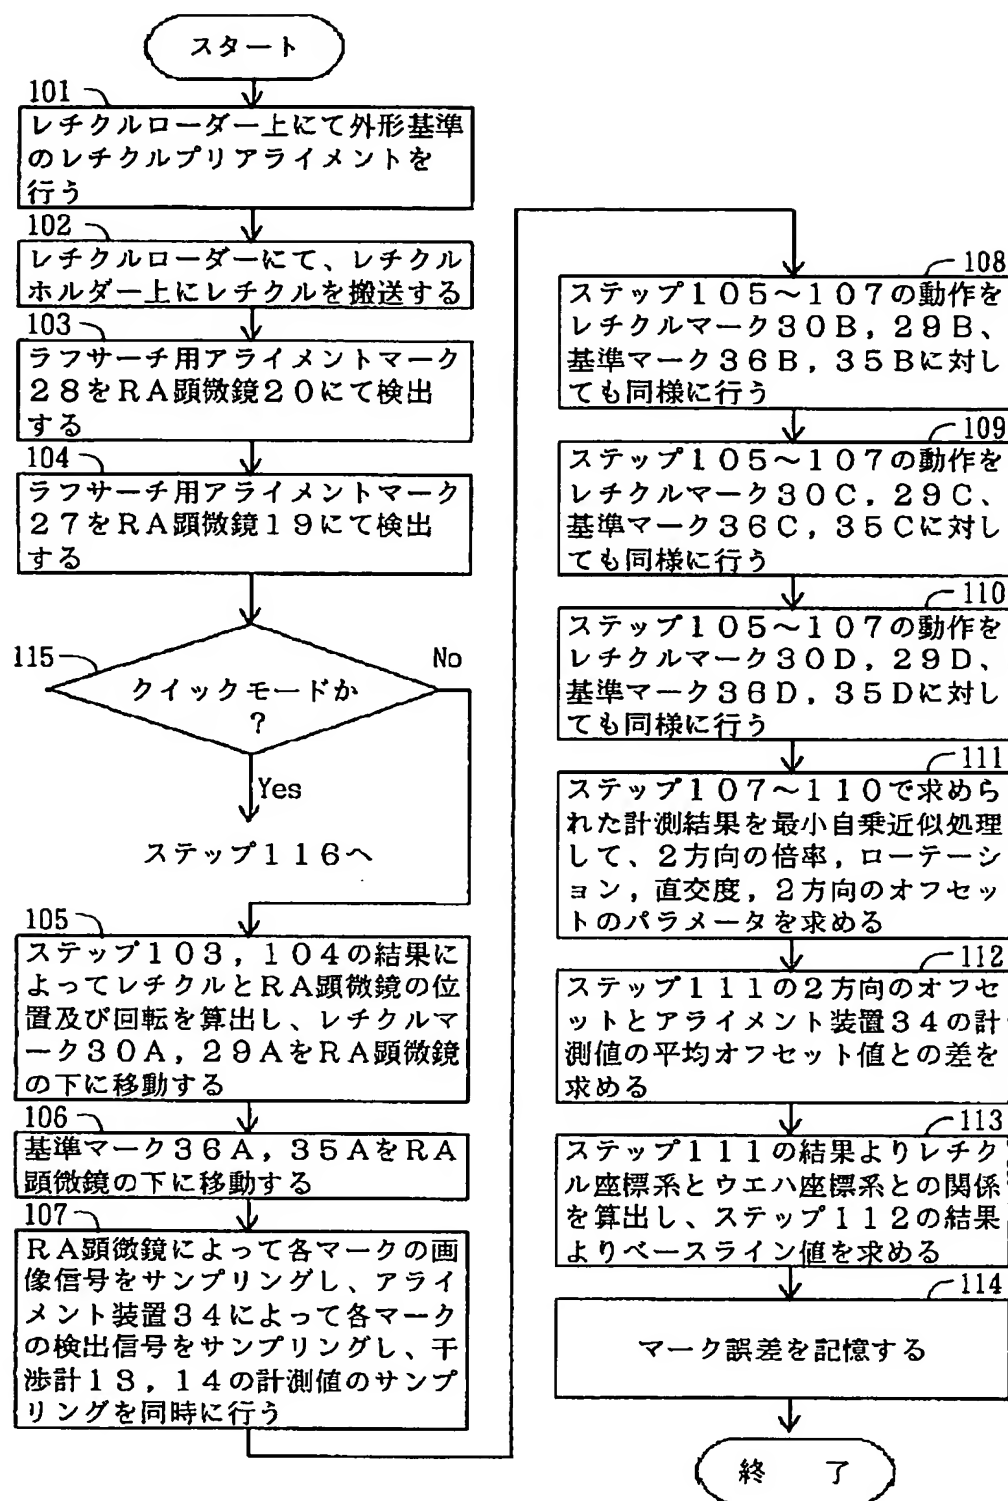 スタート
101
レチクルローダー上にて外形基準
のレチクルプリアライメントを
行う
102
レチクルローダーにて、レチクル
ホルダー上にレチクルを搬送する
103
ラフサーチ用アライメントマーク
28をRA顕微鏡20にて検出
する
104
ラフサーチ用アライメントマーク
27をRA顕微鏡19にて検出
する
115
クイックモードか
?
No
Yes
ステップ116へ
105
ステップ103,104の結果に
よってレチクルとRA顕微鏡の位
置及び回転を算出し、レチクルマ
ーク30A,29AをRA顕微鏡
の下に移動する
106
基準マーク36A,35AをRA
顕微鏡の下に移動する
107
RA顕微鏡によって各マークの画
像信号をサンプリングし、アライ
メント装置34によって各マーク
の検出信号をサンプリングし、干
渉計13,14の計測値のサンプ
リングを同時に行う
108
ステップ105~107の動作を
レチクルマーク30B,29B、
基準マーク36B,35Bに対し
ても同様に行う
109
ステップ105~107の動作を
レチクルマーク30C,29C、
基準マーク36C,35Cに対し
ても同様に行う
110
ステップ105~107の動作を
レチクルマーク30D,29D、
基準マーク36D,35Dに対し
ても同様に行う
111
ステップ107~110で求めら
れた計測結果を最小自乗近似処理
して、2方向の倍率,ローテーシ
ョン,直交度,2方向のオフセッ
トのパラメータを求める
112
ステップ111の2方向のオフセ
ットとアライメント装置34の計
測値の平均オフセット値との差を
求める
113
ステップ111の結果よりレチク
ル座標系とウエハ座標系との関係
を算出し、ステップ112の結果
よりベースライン値を求める
114
マーク誤差を記憶する
終 了